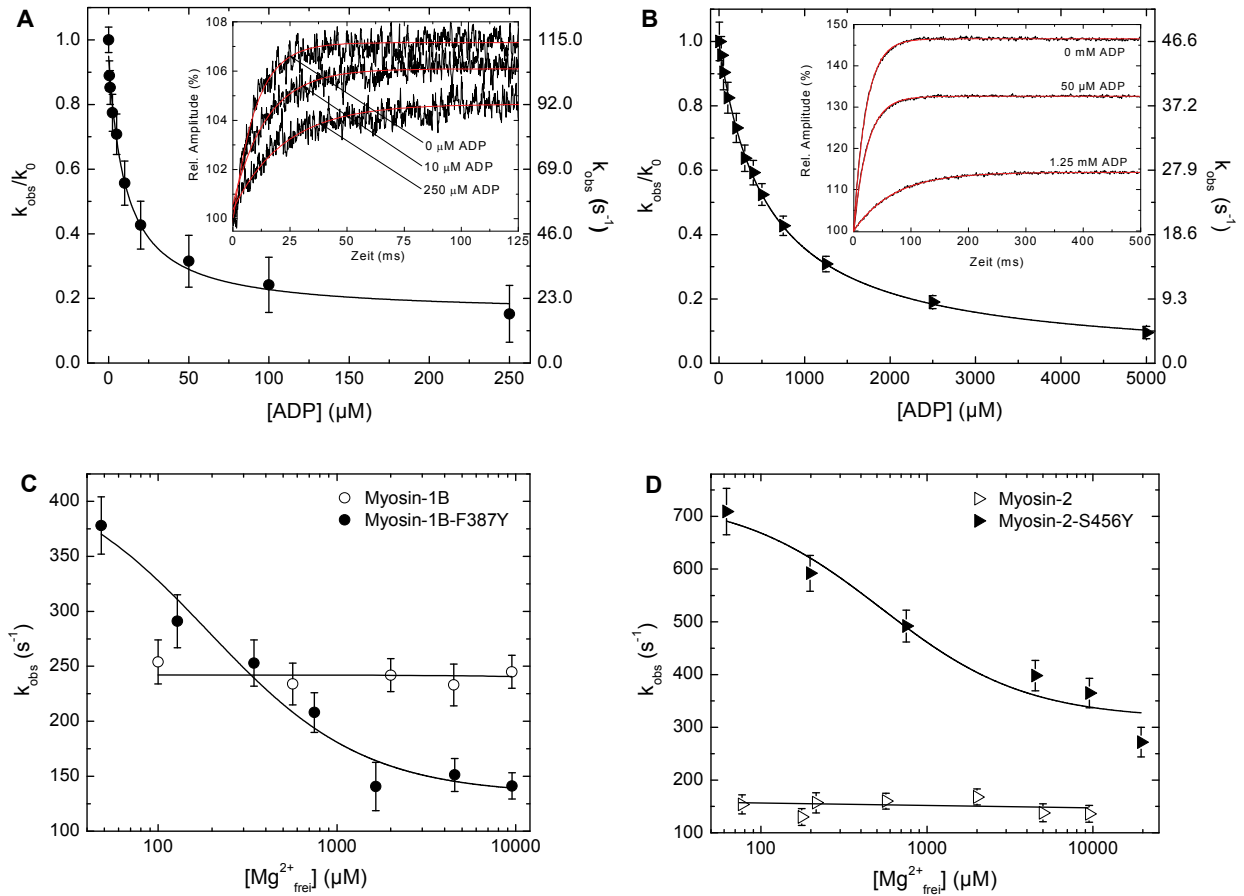 A
1.0
0.8
0.6
0.4
0.2
0.0
k_obs/k_0
0
50
100
150
200
250
[ADP] (µM)
115.0
92.0
69.0
46.0
23.0
0.0
k_obs (s^-1)
108
106
104
102
100
Rel. Amplitude (%)
0
25
50
75
100
125
Zeit (ms)
0 µM ADP
10 µM ADP
250 µM ADP
B
1.0
0.8
0.6
0.4
0.2
0.0
k_obs/k_0
0
1000
2000
3000
4000
5000
[ADP] (µM)
46.6
37.2
27.9
18.6
9.3
0.0
k_obs (s^-1)
150
140
130
120
110
100
Rel. Amplitude (%)
0
100
200
300
400
500
Zeit (ms)
0 mM ADP
50 µM ADP
1.25 mM ADP
C
400
350
300
250
200
150
100
k_obs (s^-1)
Myosin-1B
Myosin-1B-F387Y
100
1000
10000
[Mg^2+_frei] (µM)
D
700
600
500
400
300
200
100
k_obs (s^-1)
Myosin-2
Myosin-2-S456Y
100
1000
10000
[Mg^2+_frei] (µM)